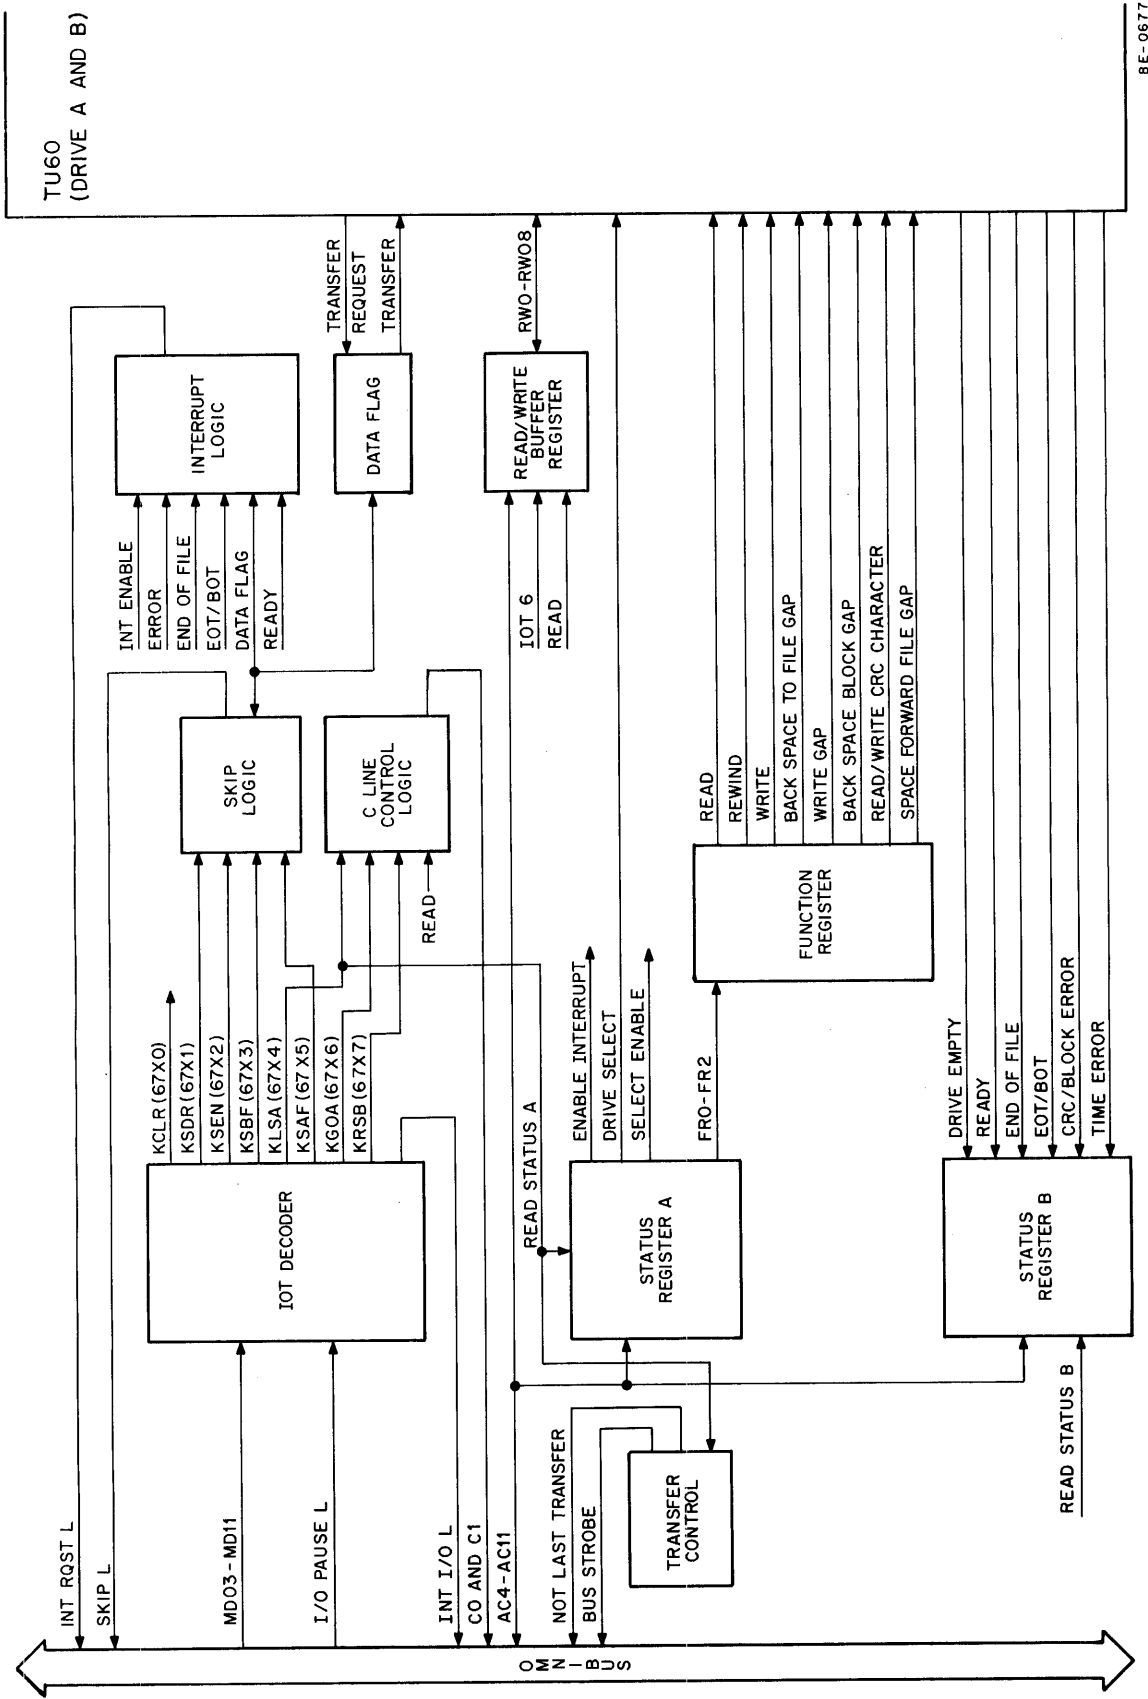 TU60
(DRIVE A AND B)
INT RQST L
SKIP L
MD03-MD11
I/O PAUSE L
INT I/O L
C0 AND C1
AC4-AC11
NOT LAST TRANSFER
BUS STROBE
OMNIBUS
IOT DECODER
KCLR (67X0)
KSDR (67X1)
KSEN (67X2)
KSBF (67X3)
KLSA (67X4)
KSAF (67X5)
KGOA (67X6)
KRSB (67X7)
SKIP
LOGIC
C LINE
CONTROL
LOGIC
READ
INT ENABLE
ERROR
END OF FILE
EOT/BOT
DATA FLAG
READY
INTERRUPT
LOGIC
DATA FLAG
TRANSFER
REQUEST
TRANSFER
IOT 6
READ
READ/WRITE
BUFFER
REGISTER
RW0-RW08
TRANSFER
CONTROL
READ STATUS A
STATUS
REGISTER A
ENABLE INTERRUPT
DRIVE SELECT
SELECT ENABLE
FR0-FR2
FUNCTION
REGISTER
READ
REWIND
WRITE
BACK SPACE TO FILE GAP
WRITE GAP
BACK SPACE BLOCK GAP
READ/WRITE CRC CHARACTER
SPACE FORWARD FILE GAP
READ STATUS B
STATUS
REGISTER B
DRIVE EMPTY
READY
END OF FILE
EOT/BOT
CRC/BLOCK ERROR
TIME ERROR
8E-0677